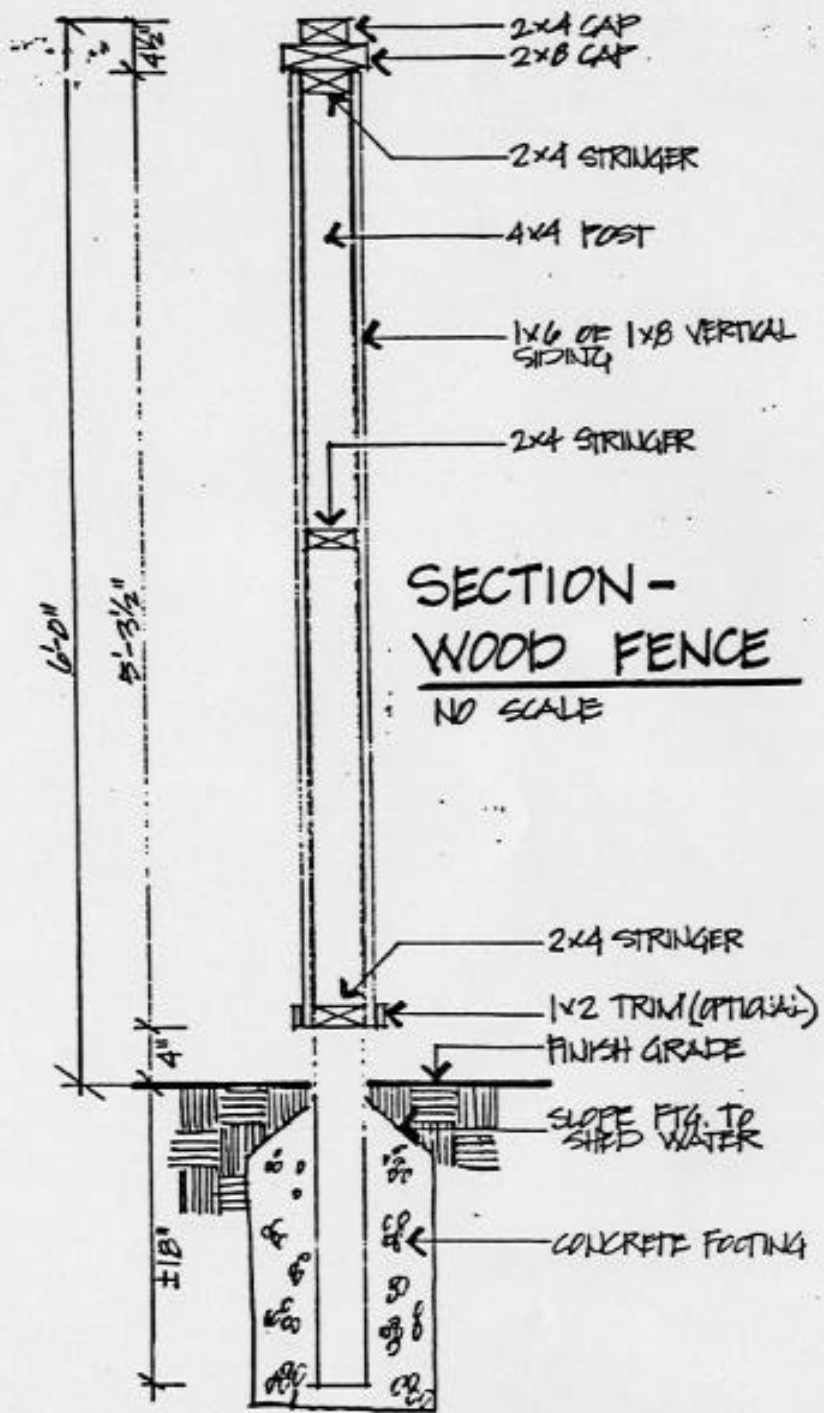 4½"
2x4 CAP
2x8 CAP
2x4 STRINGER
4x4 POST
1x6 OF 1x8 VERTICAL
SIDING
2x4 STRINGER
SECTION-
WOOD FENCE
NO SCALE
6'-0"
5'-3½"
2x4 STRINGER
1x2 TRIM (OPTIONAL)
4"
FINISH GRADE
SLOPE FTG. TO
SHED WATER
±18"
CONCRETE FOOTING